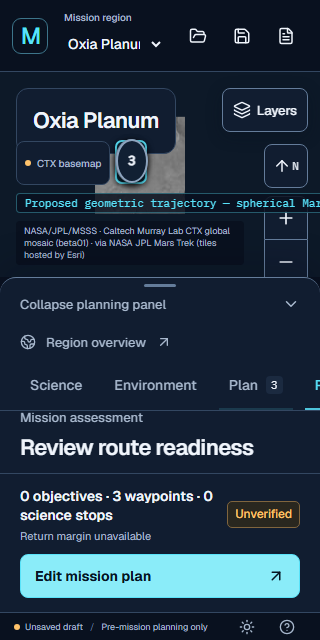 M
Mission region
Oxia Planu
Oxia Planum
Layers
CTX basemap
3
N
Proposed geometric trajectory — spherical Mar
NASA/JPL/MSSS · Caltech Murray Lab CTX global
mosaic (beta01) · via NASA JPL Mars Trek (tiles
hosted by Esri)
+
−
Collapse planning panel
Region overview
Science
Environment
Plan 3
Mission assessment
Review route readiness
0 objectives · 3 waypoints · 0
science stops
Unverified
Return margin unavailable
Edit mission plan
Unsaved draft / Pre-mission planning only